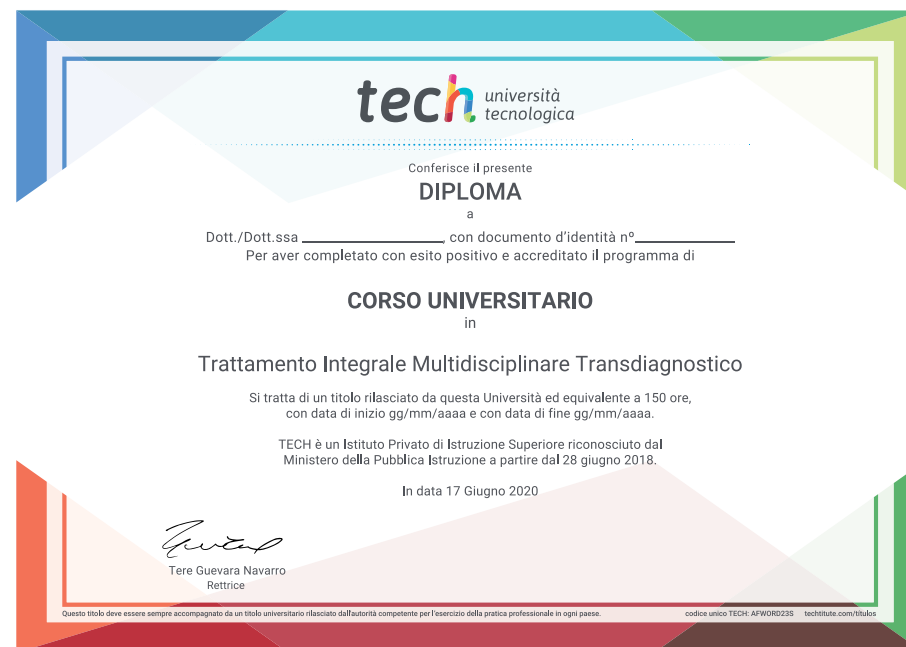 tech università
tecnologica
Conferisce il presente
DIPLOMA
a
Dott./Dott.ssa ________________, con documento d'identità nº____________
Per aver completato con esito positivo e accreditato il programma di
CORSO UNIVERSITARIO
in
Trattamento Integrale Multidisciplinare Transdiagnostico
Si tratta di un titolo rilasciato da questa Università ed equivalente a 150 ore,
con data di inizio gg/mm/aaaa e con data di fine gg/mm/aaaa.
TECH è un Istituto Privato di Istruzione Superiore riconosciuto dal
Ministero della Pubblica Istruzione a partire dal 28 giugno 2018.
In data 17 Giugno 2020
Tere Guevara Navarro
Rettrice
Questo titolo deve essere sempre accompagnato da un titolo universitario rilasciato dall'autorità competente per l'esercizio della pratica professionale in ogni paese. codice unico TECH: AFWORD23S techtitute.com/titulos